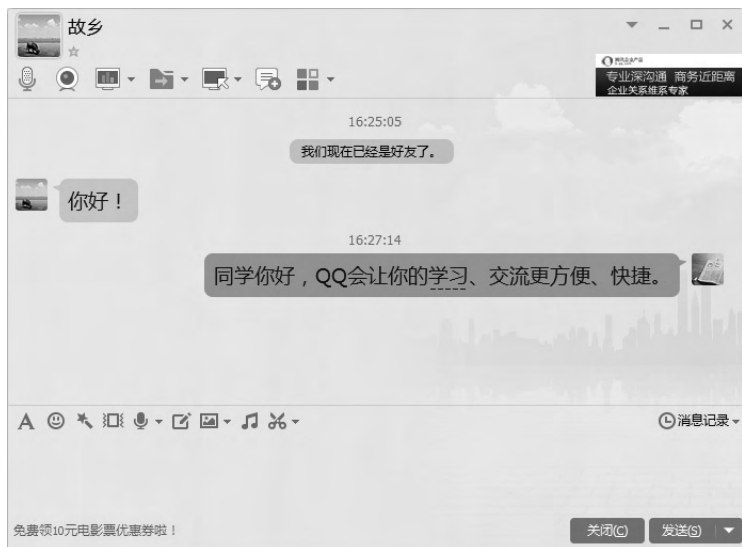 故乡
专业深沟通 商务近距离
企业关系维系专家
16:25:05
我们现在已经是好友了。
你好！
16:27:14
同学你好，QQ会让你的学习、交流更方便、快捷。
消息记录
免费领10元电影票优惠券啦！
关闭(C)
发送(S)